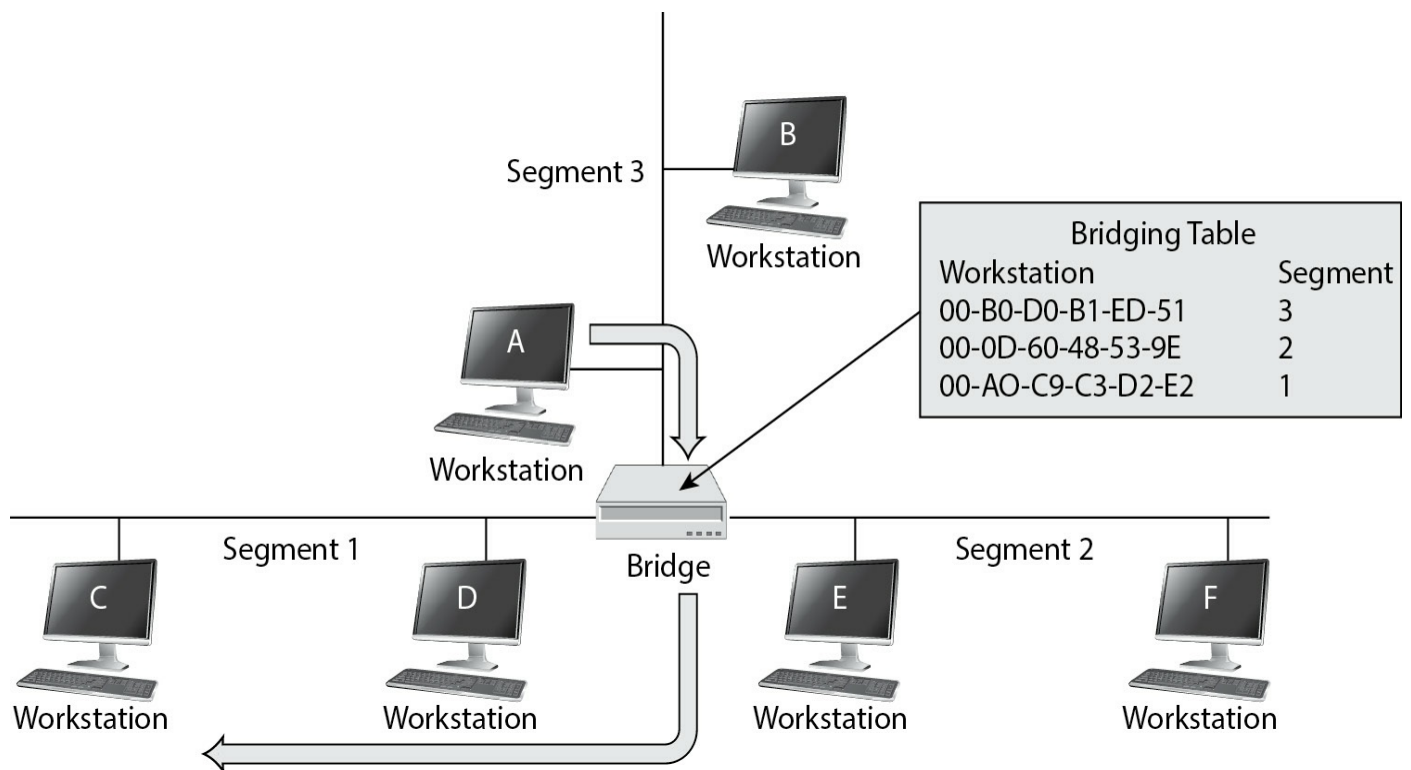 B
Segment 3
Workstation
Bridging Table
Workstation Segment
00-B0-D0-B1-ED-51 3
00-0D-60-48-53-9E 2
00-AO-C9-C3-D2-E2 1
A
Workstation
Segment 1
Bridge
Segment 2
C
D
E
F
Workstation
Workstation
Workstation
Workstation